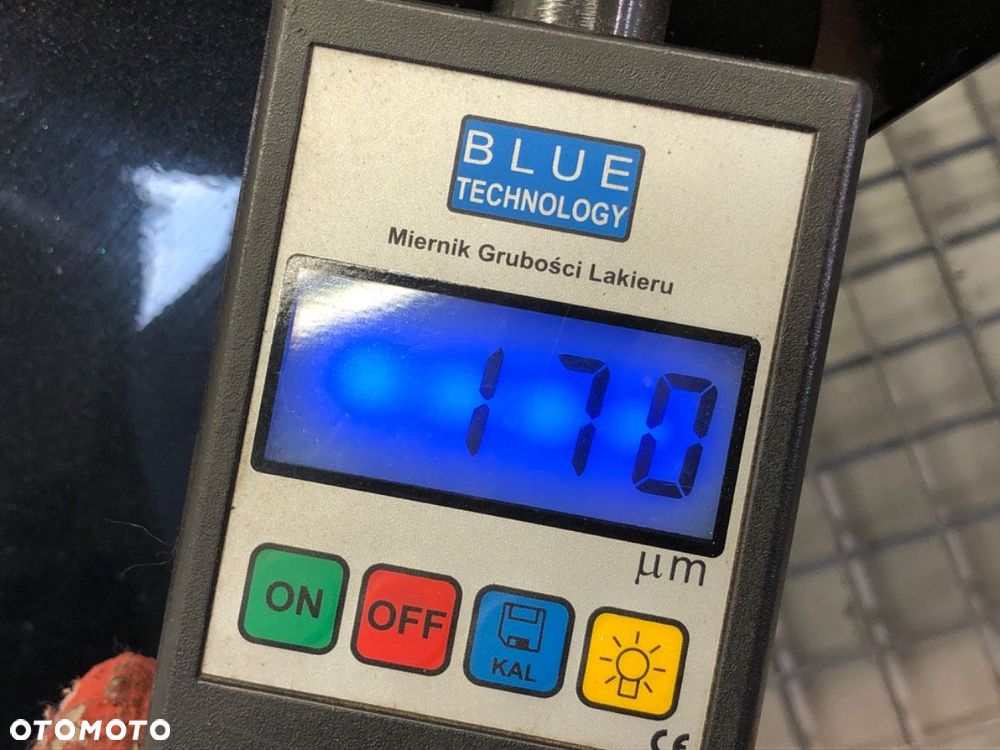 BLUE
TECHNOLOGY
Miernik Grubości Lakieru
170
µm
ON
OFF
KAL
CE
OTOMOTO